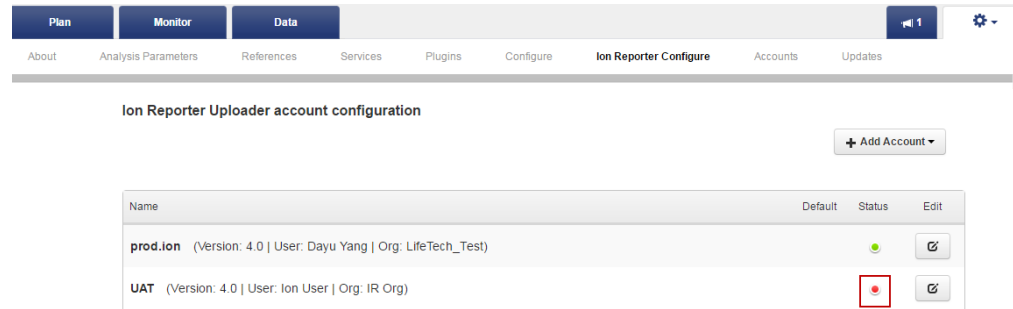 Plan Monitor Data 1
About Analysis Parameters References Services Plugins Configure Ion Reporter Configure Accounts Updates
Ion Reporter Uploader account configuration
+ Add Account
Name Default Status Edit
prod.ion (Version: 4.0 | User: Dayu Yang | Org: LifeTech_Test)
UAT (Version: 4.0 | User: Ion User | Org: IR Org)